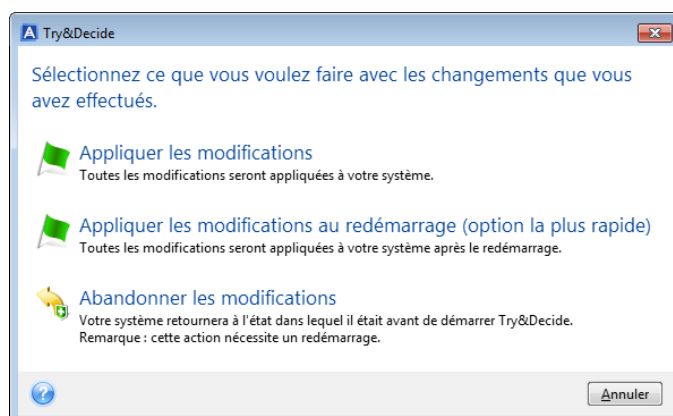 Try&Decide
Sélectionnez ce que vous voulez faire avec les changements que vous
avez effectués.
Appliquer les modifications
Toutes les modifications seront appliquées à votre système.
Appliquer les modifications au redémarrage (option la plus rapide)
Toutes les modifications seront appliquées à votre système après le redémarrage.
Abandonner les modifications
Votre système retournera à l'état dans lequel il était avant de démarrer Try&Decide.
Remarque : cette action nécessite un redémarrage.
Annuler